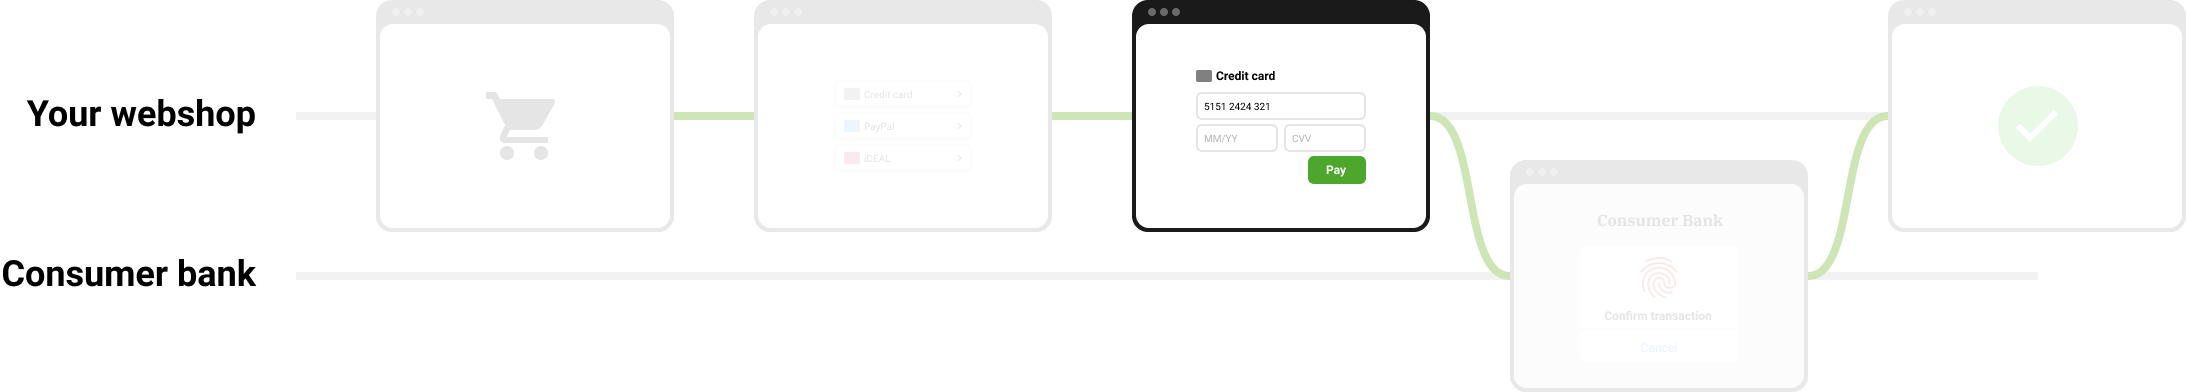 Your webshop
Credit card
PayPal
iDEAL
Credit card
5151 2424 321
MM/YY
CVV
Pay
Consumer bank
Consumer Bank
Confirm transaction
Cancel